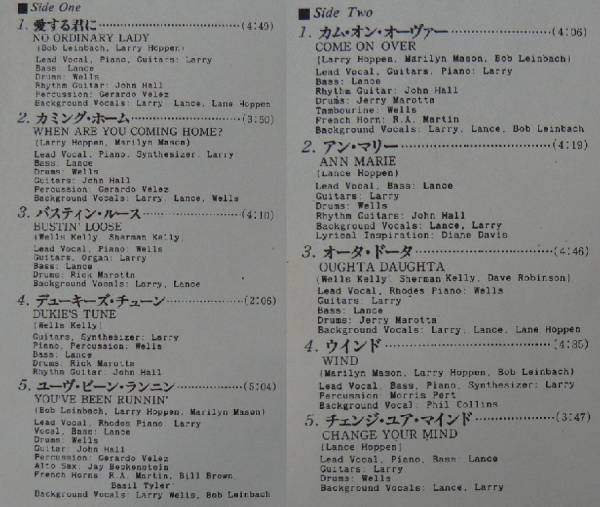 ■ Side One
1. 愛する君に………………(4:49)
NO ORDINARY LADY
(Bob Leinbach, Larry Hoppen)
Lead Vocal, Piano, Guitars: Larry
Bass: Lance
Drums: Wells
Rhythm Guitar: John Hall
Percussion: Gerardo Velez
Background Vocals: Larry, Lance, Lane Hoppen
2. カミング・ホーム………………(3:50)
WHEN ARE YOU COMING HOME?
(Larry Hoppen, Marilyn Mason)
Lead Vocal, Piano, Synthesizer: Larry
Bass: Lance
Drums: Wells
Guitars: John Hall
Percussion: Gerardo Velez
Background Vocals: Larry, Lance, Wells
3. バスティン・ルース………………(4:10)
BUSTIN' LOOSE
(Wells Kelly, Sherman Kelly)
Lead Vocal, Piano: Wells
Guitars, Organ: Larry
Bass: Lance
Drums: Rick Marotta
Background Vocals: Larry, Lance
4. デューキーズ・チューン………………(2:06)
DUKIE'S TUNE
(Wells Kelly)
Guitars, Synthesizer: Larry
Piano, Percussion: Wells
Bass: Lance
Drums: Rick Marotta
Rhythm Guitar: John Hall
5. ユーヴ・ビーン・ランニン………………(5:04)
YOU'VE BEEN RUNNIN'
(Bob Leinbach, Larry Hoppen, Marilyn Mason)
Lead Vocal, Rhodes Piano: Larry
Vocal, Bass: Lance
Drums: Wells
Guitar: John Hall
Percussion: Gerardo Velez
Alto Sax: Jay Beckenstein
French Horns: R.A. Martin, Bill Brown
Basil Tyler
Background Vocals: Larry Wells, Bob Leinbach
■ Side Two
1. カム・オン・オーヴァー………………(4:06)
COME ON OVER
(Larry Hoppen, Marilyn Mason, Bob Leinbach)
Lead Vocal, Guitars, Piano: Larry
Bass: Lance
Rhythm Guitar: John Hall
Drums: Jerry Marotta
Tambourine: Wells
French Horn: R.A. Martin
Background Vocals: Larry, Lance, Bob Leinbach
2. アン・マリー………………(4:19)
ANN MARIE
(Lance Hoppen)
Lead Vocal, Bass: Lance
Guitars: Larry
Drums: Wells
Rhythm Guitars: John Hall
Background Vocals: Lance, Larry
Lyrical Inspiration: Diane Davis
3. オータ・ドータ………………(4:46)
OUGHTA DAUGHTA
(Wells Kelly, Sherman Kelly, Dave Robinson)
Lead Vocal, Rhodes Piano: Wells
Guitars: Larry
Bass: Lance
Drums: Jerry Marotta
Background Vocals: Larry, Lance, Lane Hoppen
4. ウインド………………(4:35)
WIND
(Marilyn Mason, Larry Hoppen, Bob Leinbach)
Lead Vocal, Bass, Piano, Synthesizer: Larry
Percussion: Morris Pert
Background Vocal: Phil Collins
5. チェンジ・ユア・マインド………………(3:47)
CHANGE YOUR MIND
(Lance Hoppen)
Lead Vocal, Piano, Bass: Lance
Guitars: Larry
Drums: Wells
Background Vocals: Lance, Larry